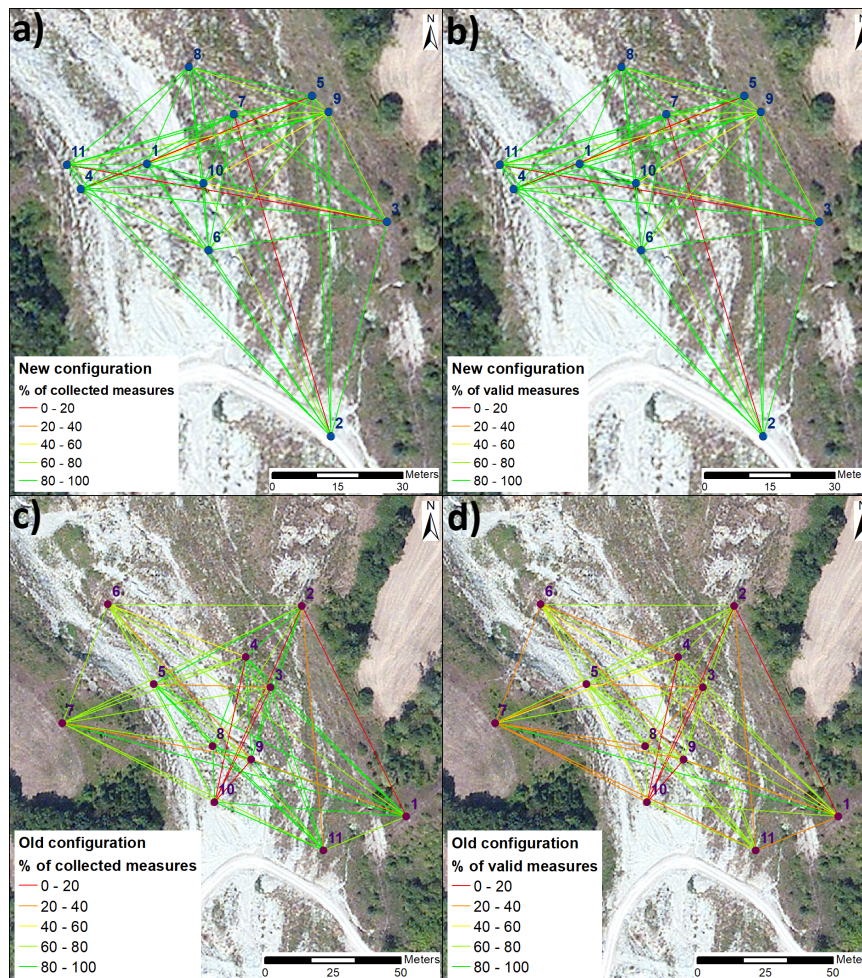 a)
N
8
5
7
9
11
1
10
4
3
6
2
New configuration
% of collected measures
0 - 20
20 - 40
40 - 60
60 - 80
80 - 100
Meters
0 15 30
b)
N
8
5
7
9
11
1
10
4
3
6
2
New configuration
% of valid measures
0 - 20
20 - 40
40 - 60
60 - 80
80 - 100
Meters
0 15 30
c)
N
6
2
4
5
3
7
8
9
10
1
11
Old configuration
% of collected measures
0 - 20
20 - 40
40 - 60
60 - 80
80 - 100
Meters
0 25 50
d)
N
6
2
4
5
3
7
8
9
10
1
11
Old configuration
% of valid measures
0 - 20
20 - 40
40 - 60
60 - 80
80 - 100
Meters
0 25 50